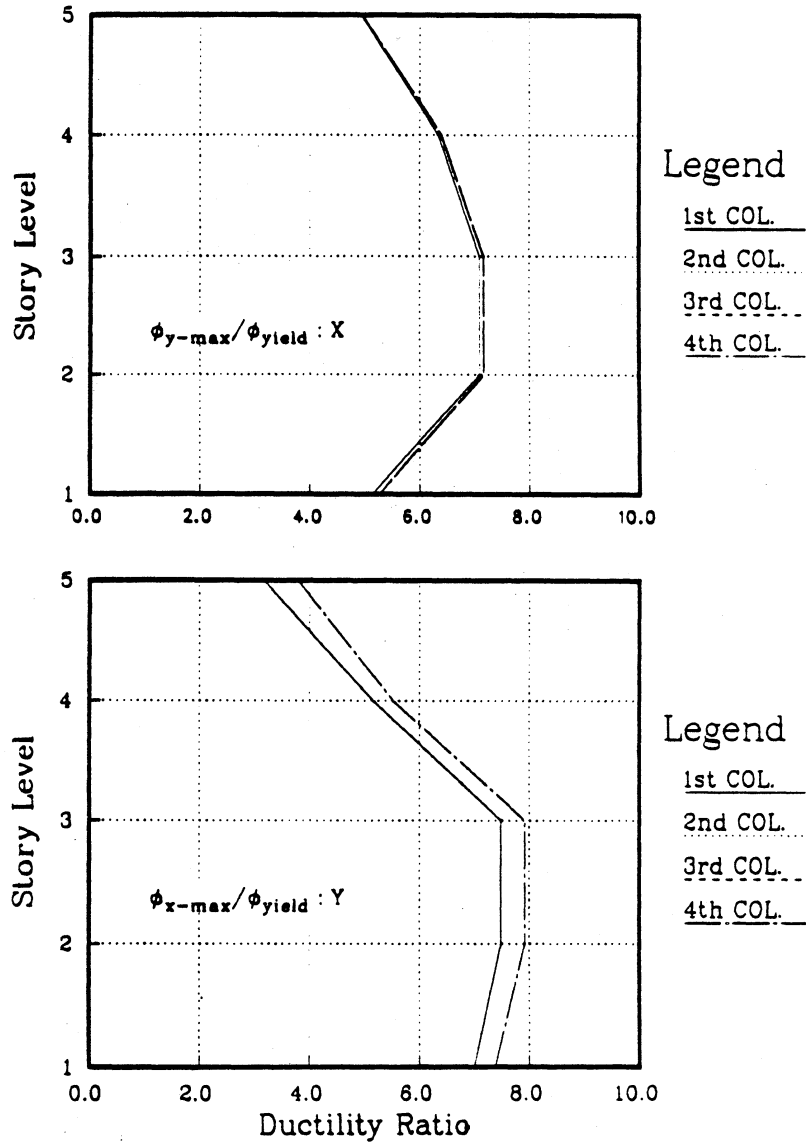 5
4
3
2
1
Story Level
ϕy-max/ϕyield : X
0.0 2.0 4.0 6.0 8.0 10.0
Legend
1st COL.
2nd COL.
3rd COL.
4th COL.
5
4
3
2
1
Story Level
ϕx-max/ϕyield : Y
0.0 2.0 4.0 6.0 8.0 10.0
Ductility Ratio
Legend
1st COL.
2nd COL.
3rd COL.
4th COL.